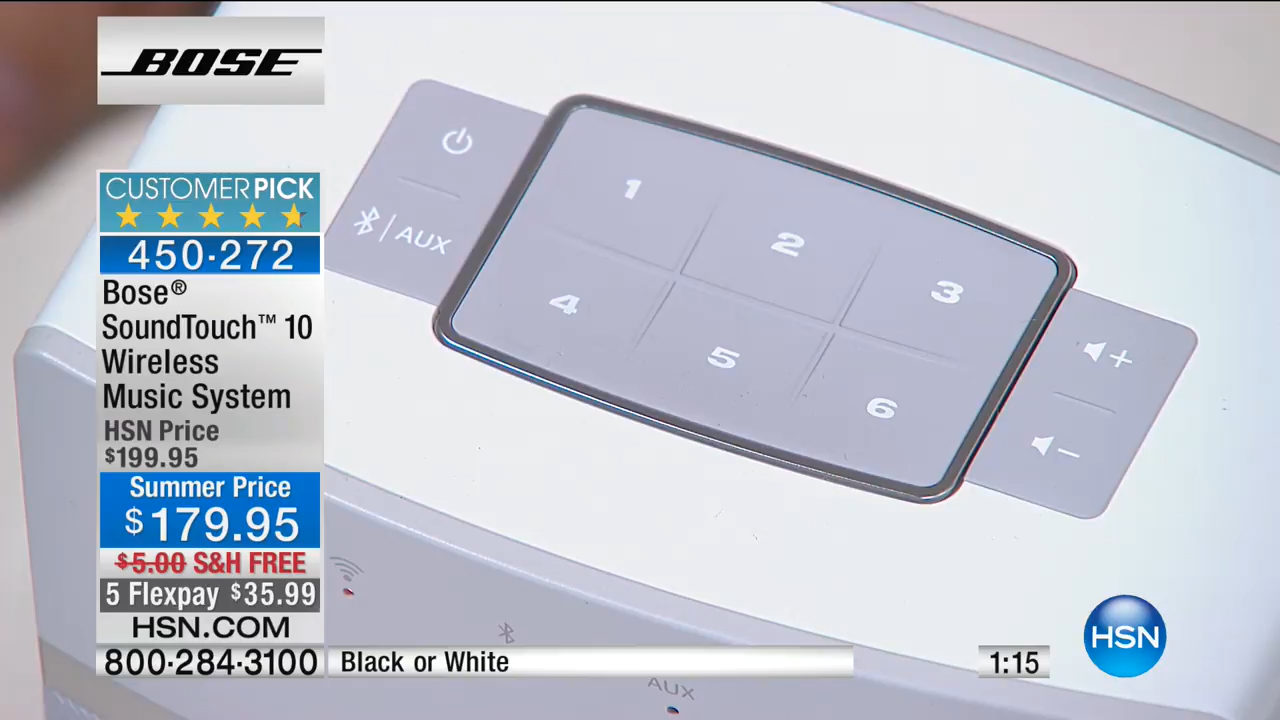 BOSE
CUSTOMER PICK
450·272
Bose®
SoundTouch™ 10
Wireless
Music System
HSN Price
$199.95
Summer Price
$179.95
$5.00 S&H FREE
5 Flexpay $35.99
HSN.COM
800·284·3100
Black or White
1:15
HSN
AUX
1
2
3
4
5
6
+
−
AUX